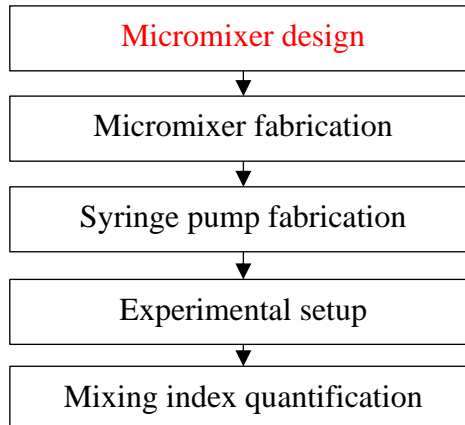 Micromixer design
Micromixer fabrication
Syringe pump fabrication
Experimental setup
Mixing index quantification